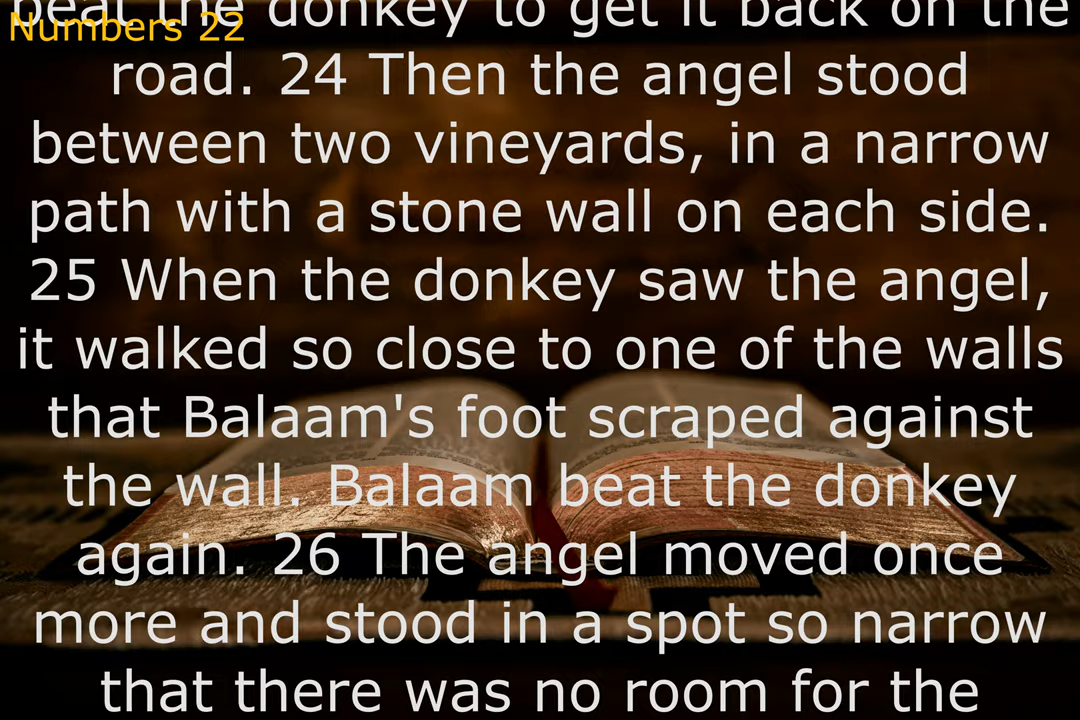 beat the donkey to get it back on the
Numbers 22
road. 24 Then the angel stood
between two vineyards, in a narrow
path with a stone wall on each side.
25 When the donkey saw the angel,
it walked so close to one of the walls
that Balaam's foot scraped against
the wall. Balaam beat the donkey
again. 26 The angel moved once
more and stood in a spot so narrow
that there was no room for the